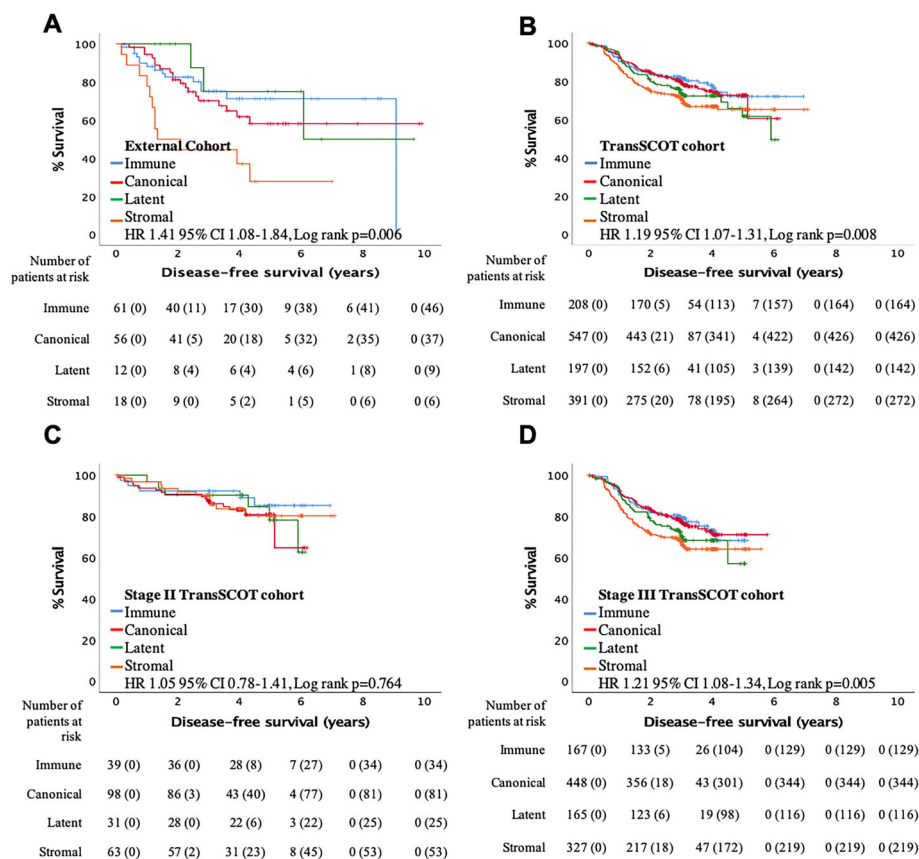 A
100
80
60
40
20
0
% Survival
External Cohort
Immune
Canonical
Latent
Stromal
HR 1.41 95% CI 1.08-1.84, Log rank p=0.006
0 2 4 6 8 10
Disease-free survival (years)
Number of
patients at risk
Immune 61 (0) 40 (11) 17 (30) 9 (38) 6 (41) 0 (46)
Canonical 56 (0) 41 (5) 20 (18) 5 (32) 2 (35) 0 (37)
Latent 12 (0) 8 (4) 6 (4) 4 (6) 1 (8) 0 (9)
Stromal 18 (0) 9 (0) 5 (2) 1 (5) 0 (6) 0 (6)
B
100
80
60
40
20
0
% Survival
TransSCOT cohort
Immune
Canonical
Latent
Stromal
HR 1.19 95% CI 1.07-1.31, Log rank p=0.008
0 2 4 6 8 10
Disease-free survival (years)
Number of
patients at risk
Immune 208 (0) 170 (5) 54 (113) 7 (157) 0 (164) 0 (164)
Canonical 547 (0) 443 (21) 87 (341) 4 (422) 0 (426) 0 (426)
Latent 197 (0) 152 (6) 41 (105) 3 (139) 0 (142) 0 (142)
Stromal 391 (0) 275 (20) 78 (195) 8 (264) 0 (272) 0 (272)
C
100
80
60
40
20
0
% Survival
Stage II TransSCOT cohort
Immune
Canonical
Latent
Stromal
HR 1.05 95% CI 0.78-1.41, Log rank p=0.764
0 2 4 6 8 10
Disease-free survival (years)
Number of
patients at
risk
Immune 39 (0) 36 (0) 28 (8) 7 (27) 0 (34) 0 (34)
Canonical 98 (0) 86 (3) 43 (40) 4 (77) 0 (81) 0 (81)
Latent 31 (0) 28 (0) 22 (6) 3 (22) 0 (25) 0 (25)
Stromal 63 (0) 57 (2) 31 (23) 8 (45) 0 (53) 0 (53)
D
100
80
60
40
20
0
% Survival
Stage III TransSCOT cohort
Immune
Canonical
Latent
Stromal
HR 1.21 95% CI 1.08-1.34, Log rank p=0.005
0 2 4 6 8 10
Disease-free survival (years)
Number of
patients at risk
Immune 167 (0) 133 (5) 26 (104) 0 (129) 0 (129) 0 (129)
Canonical 448 (0) 356 (18) 43 (301) 0 (344) 0 (344) 0 (344)
Latent 165 (0) 123 (6) 19 (98) 0 (116) 0 (116) 0 (116)
Stromal 327 (0) 217 (18) 47 (172) 0 (219) 0 (219) 0 (219)